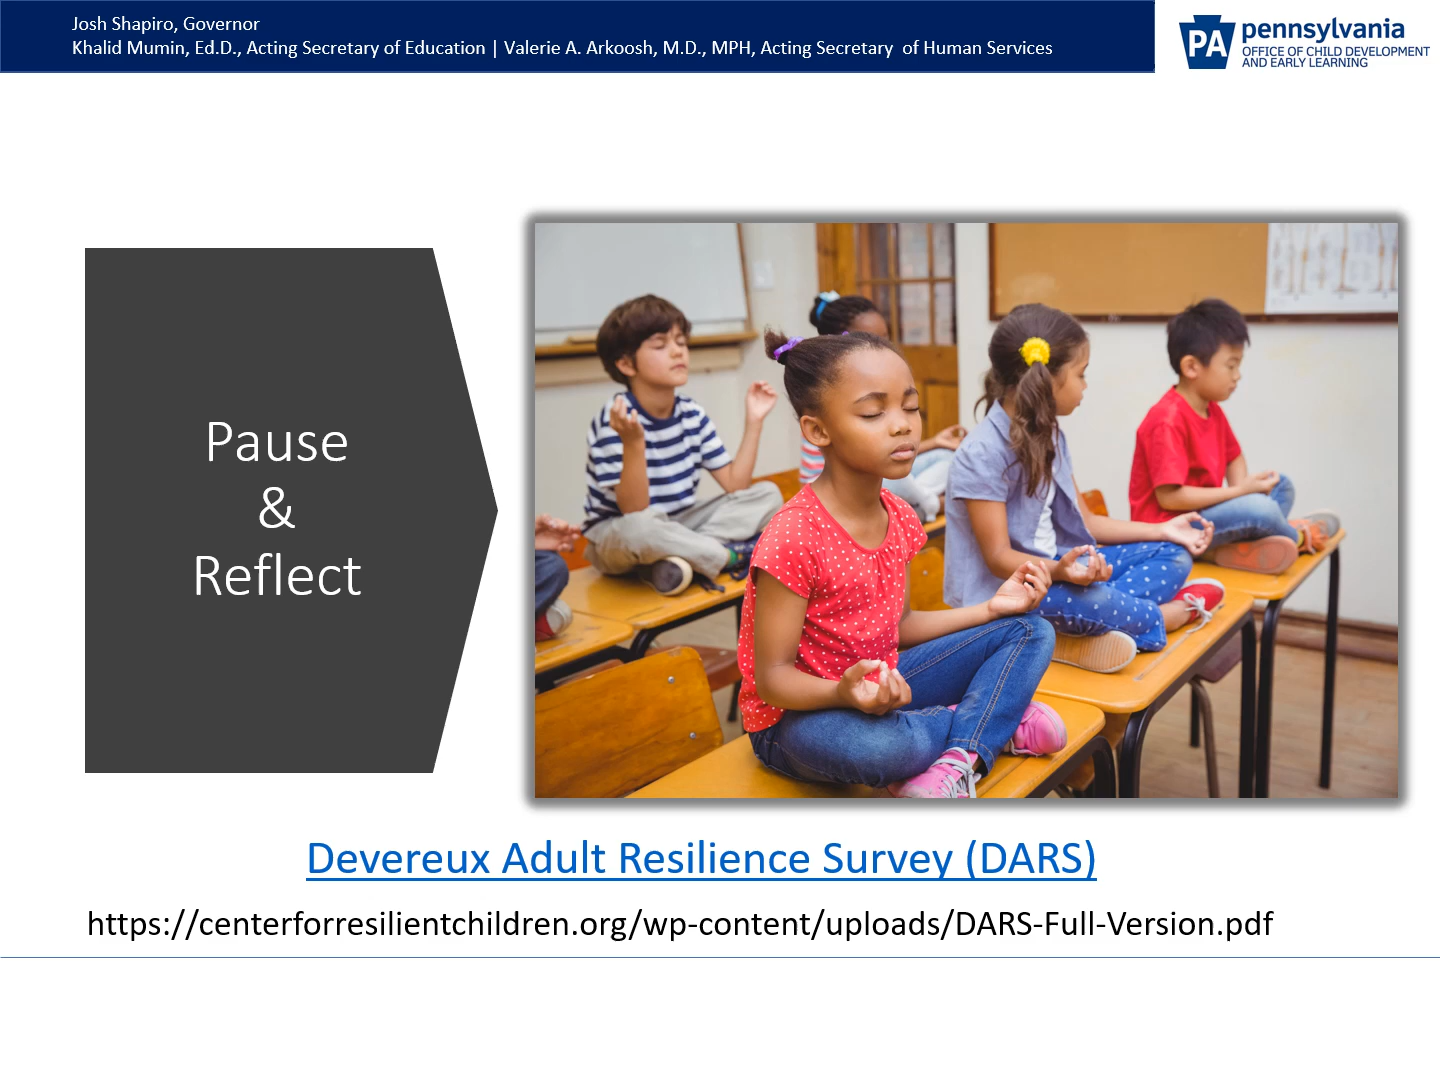 Josh Shapiro, Governor
Khalid Mumin, Ed.D., Acting Secretary of Education | Valerie A. Arkoosh, M.D., MPH, Acting Secretary  of Human Services
PA
pennsylvania
OFFICE OF CHILD DEVELOPMENT
AND EARLY LEARNING
Pause
&
Reflect
Devereux Adult Resilience Survey (DARS)
https://centerforresilientchildren.org/wp-content/uploads/DARS-Full-Version.pdf